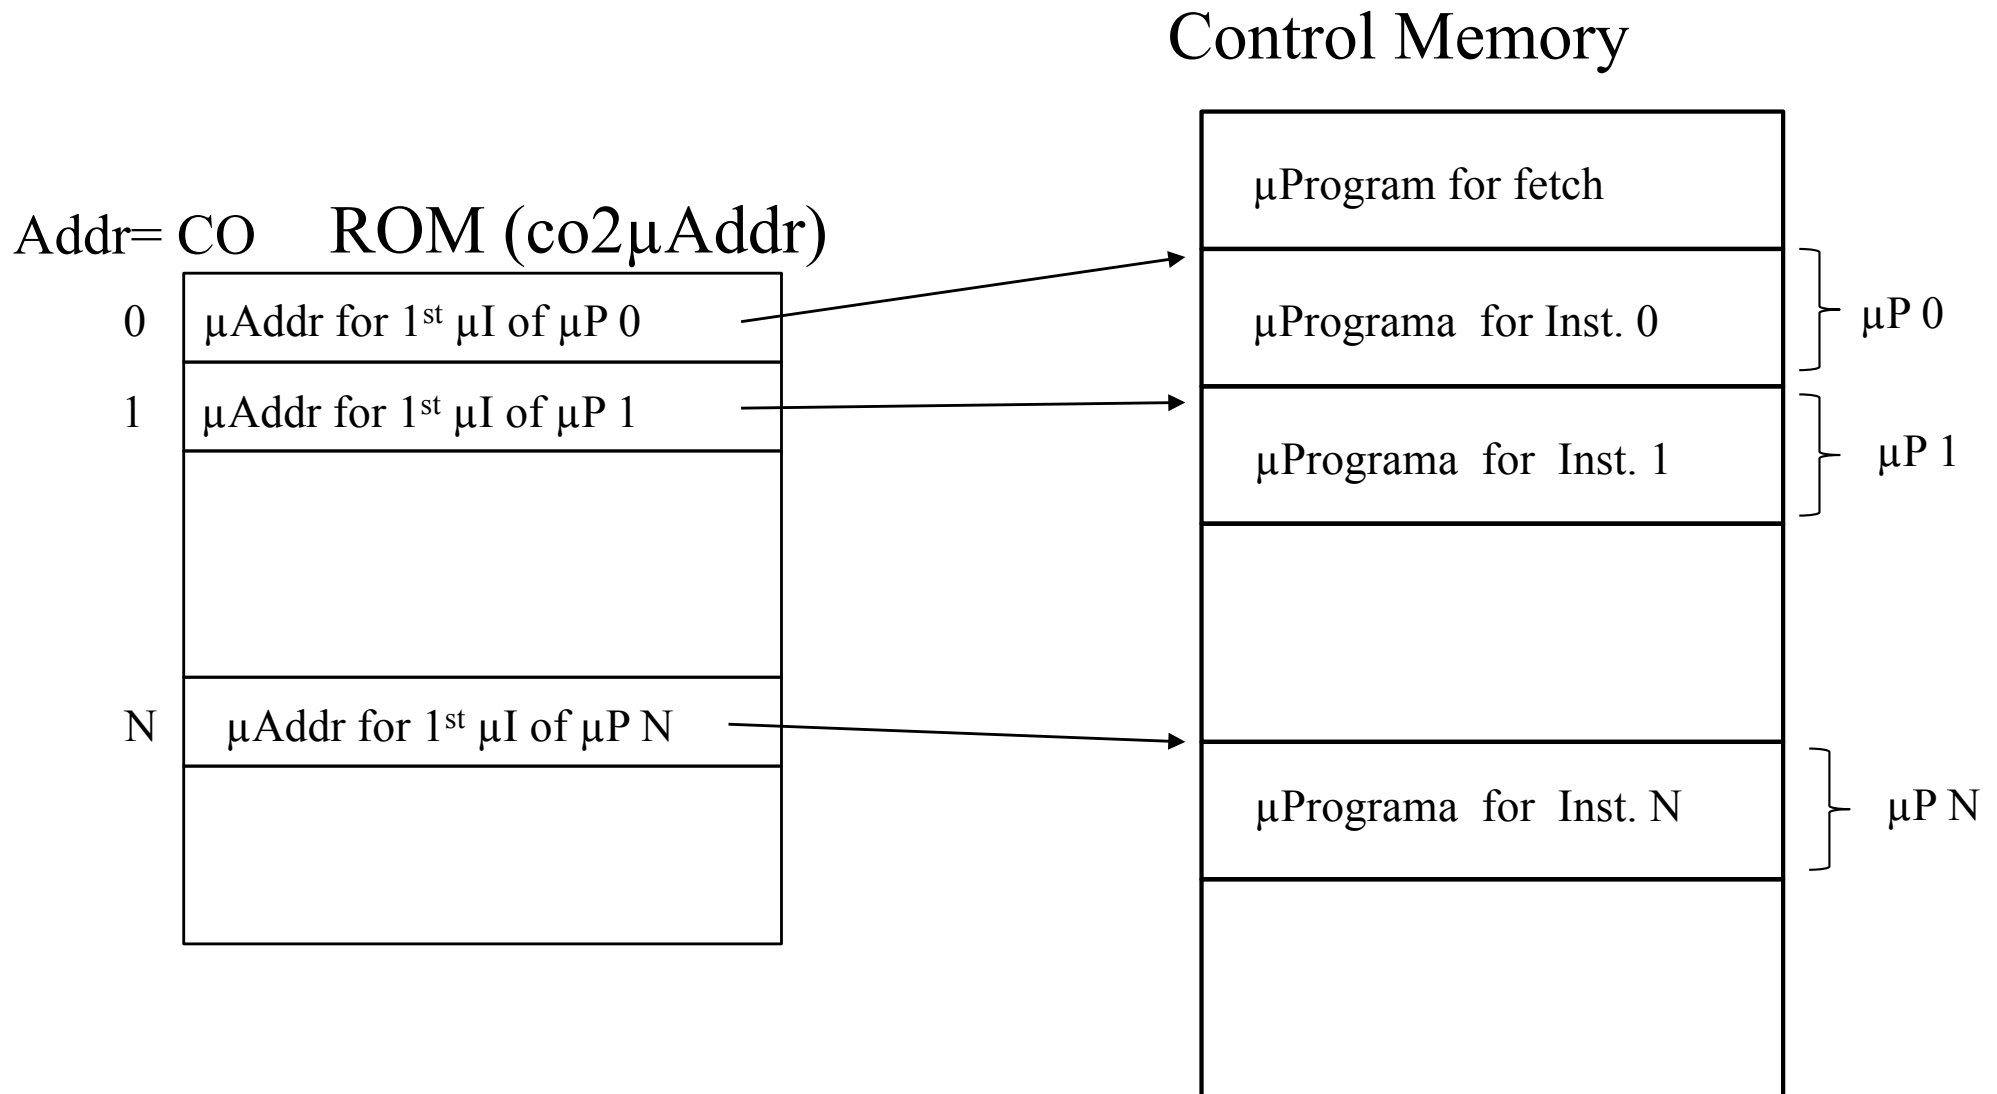 Control Memory
µProgram for fetch
Addr= CO ROM (co2µAddr)
0 µAddr for 1st µI of µP 0
µPrograma for Inst. 0 µP 0
1 µAddr for 1st µI of µP 1
µPrograma for Inst. 1 µP 1
N µAddr for 1st µI of µP N
µPrograma for Inst. N µP N